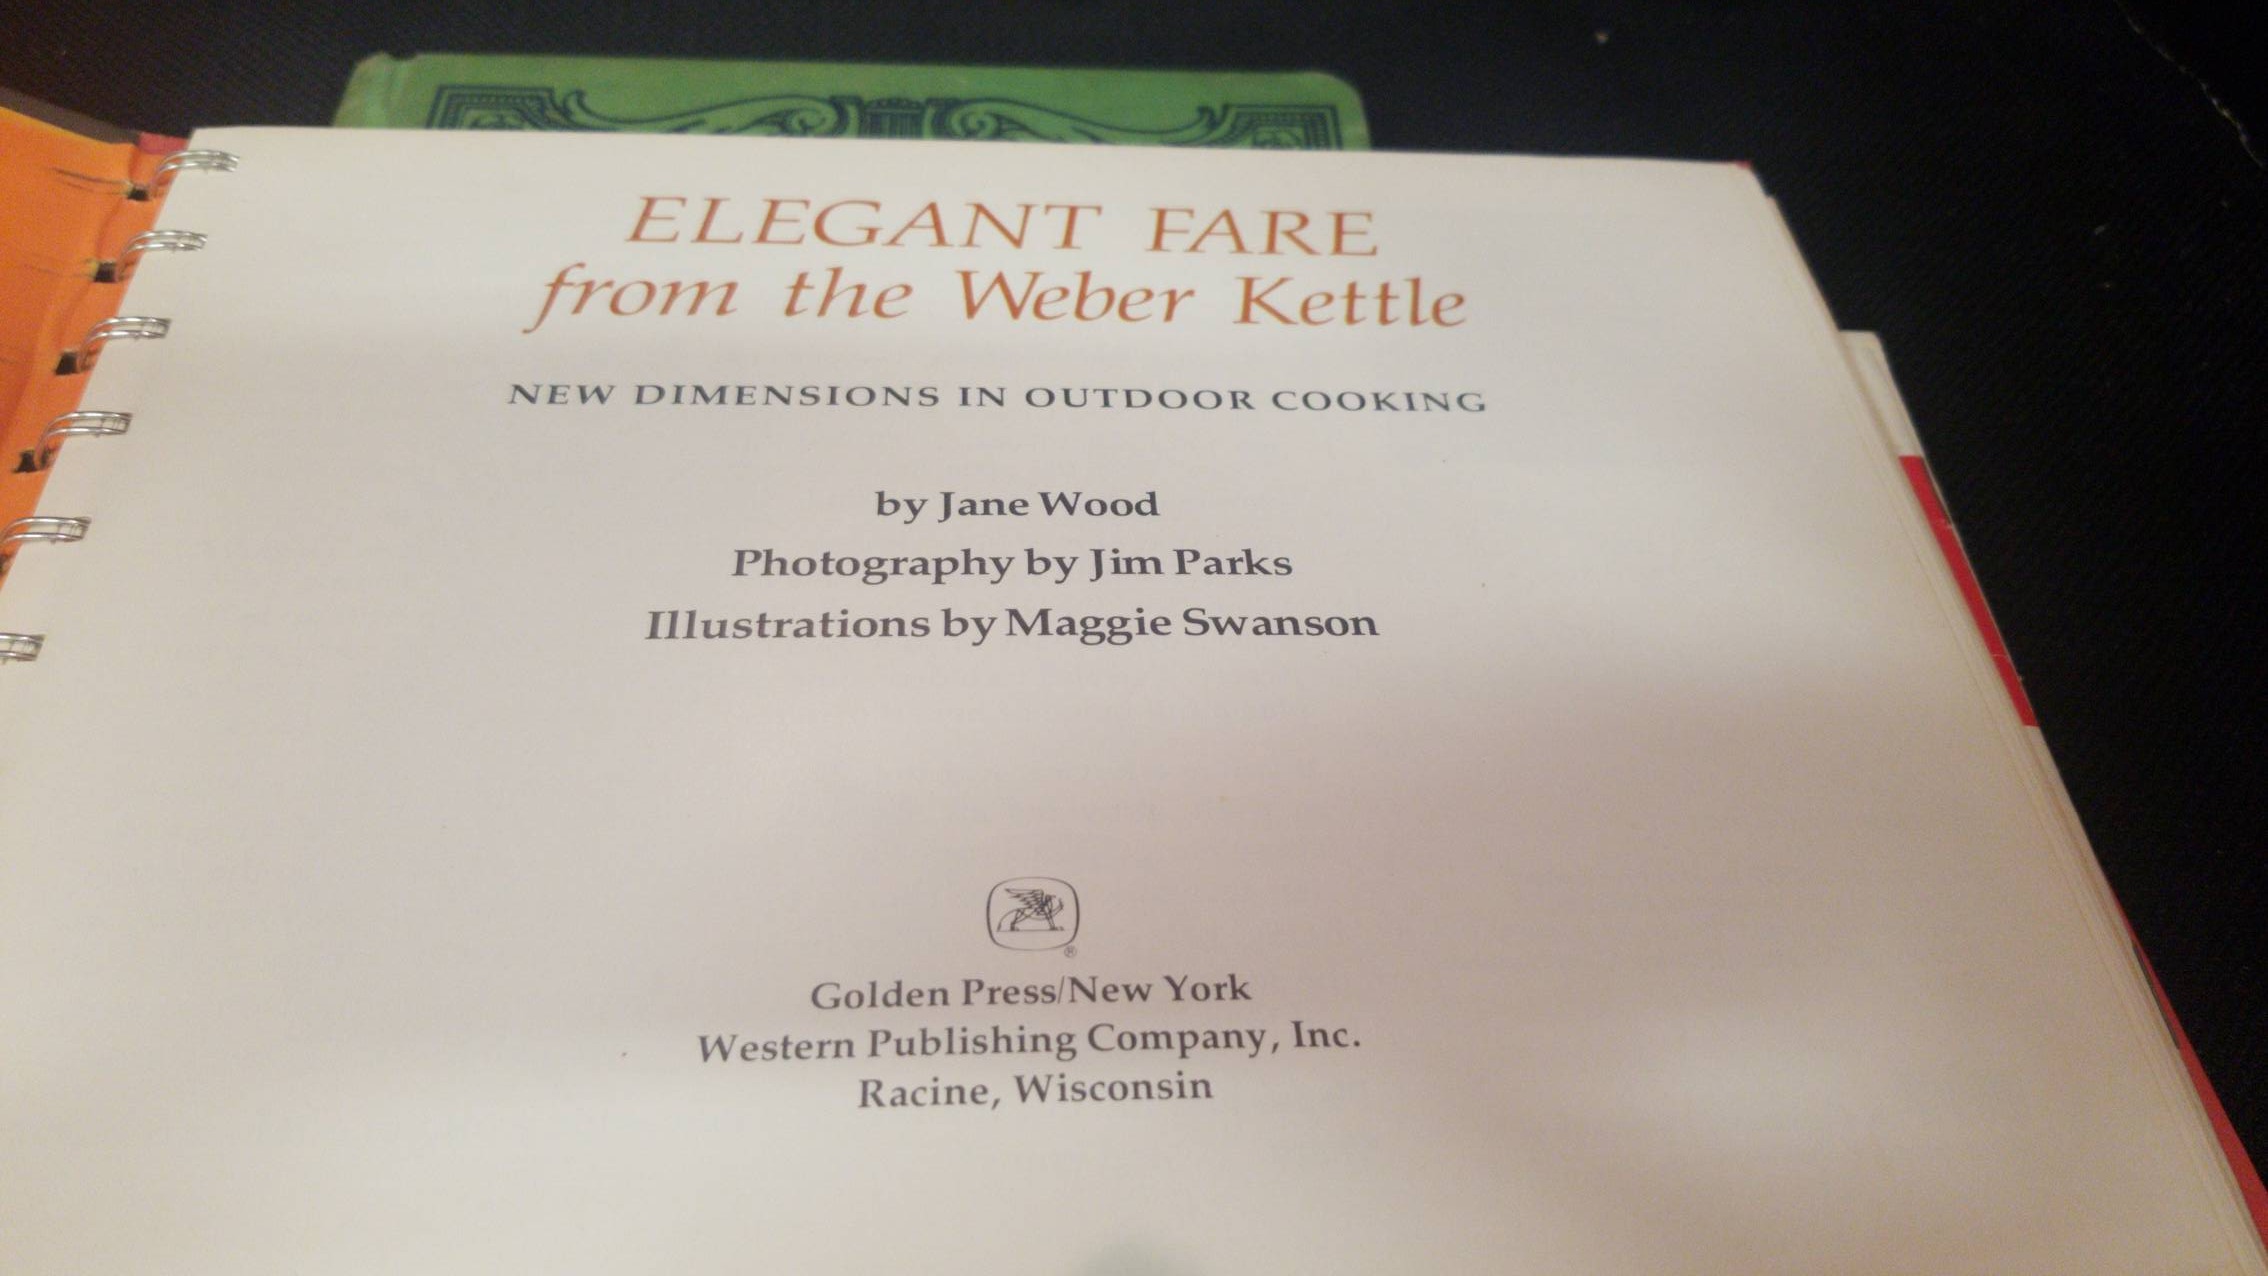 ELEGANT FARE
from the Weber Kettle
NEW DIMENSIONS IN OUTDOOR COOKING
by Jane Wood
Photography by Jim Parks
Illustrations by Maggie Swanson
®
Golden Press/New York
Western Publishing Company, Inc.
Racine, Wisconsin